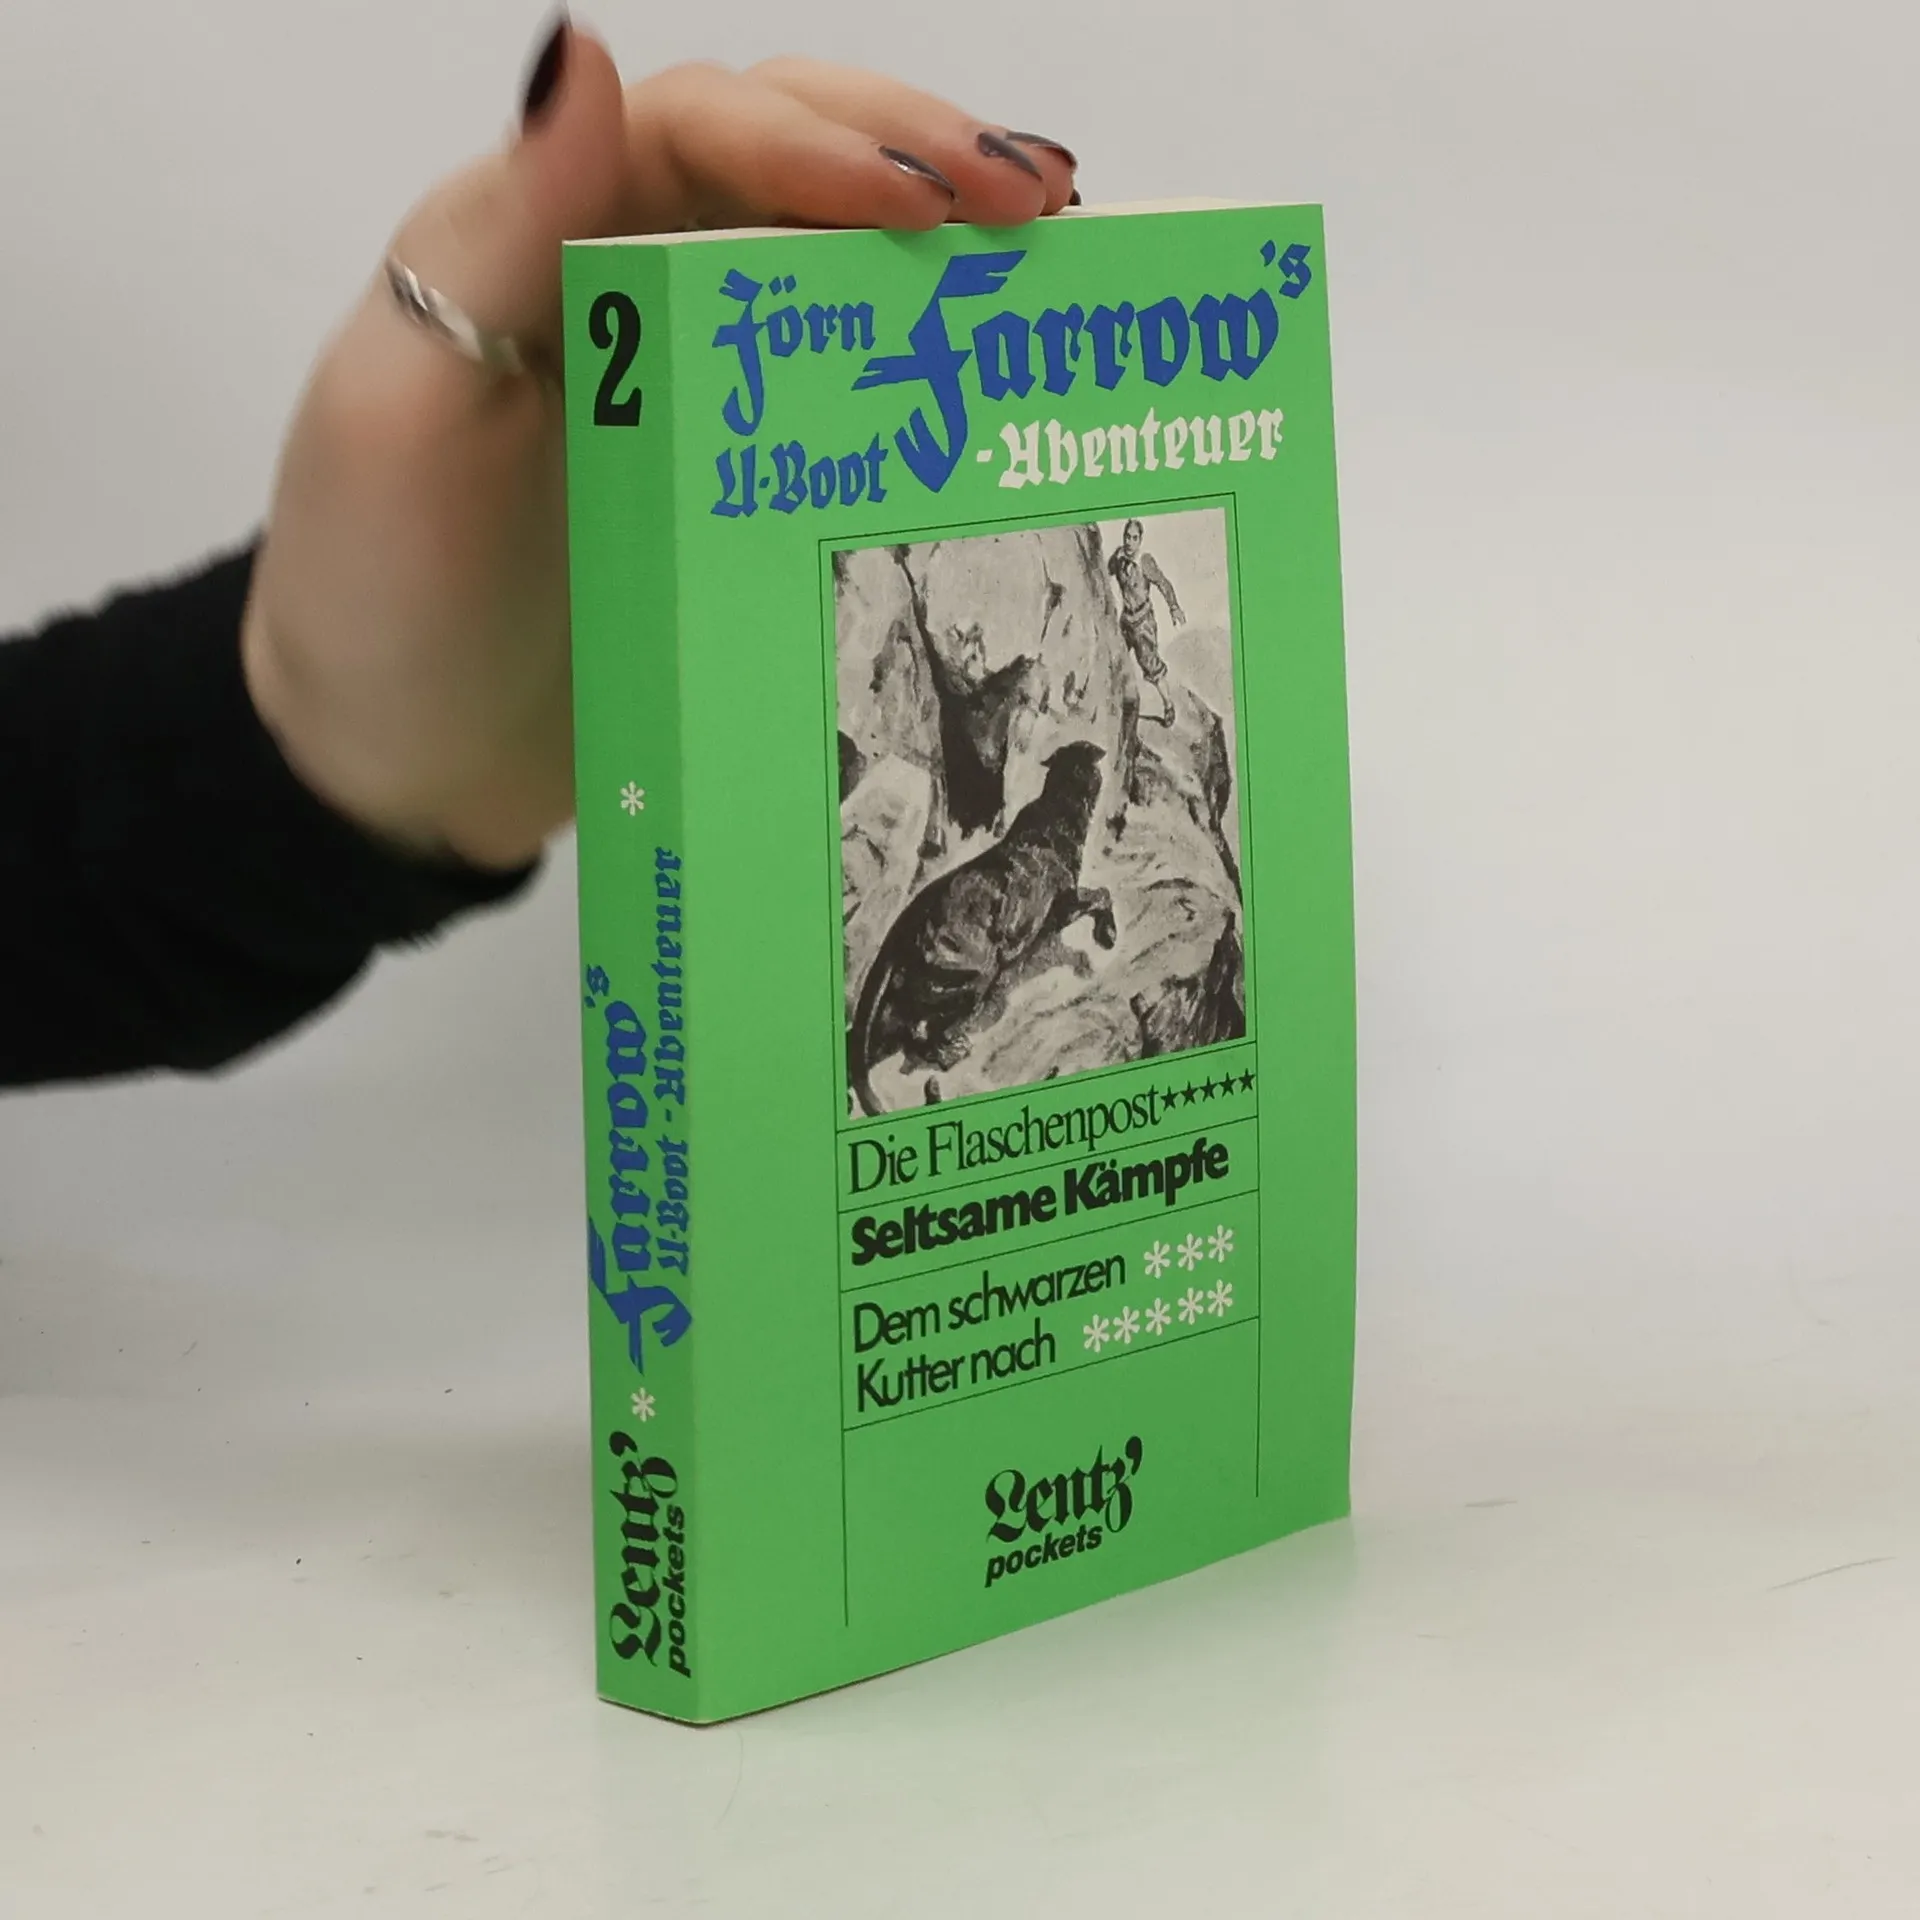 2
Jörn
Farrow's
U-Boot
-Abenteuer
Die Flaschenpost★★★★★
Seltsame Kämpfe
Dem schwarzen ***
Kutter nach *****
Lentz'
pockets
*
Farrow's
U-Boot-Abenteuer
*
Lentz'
pockets